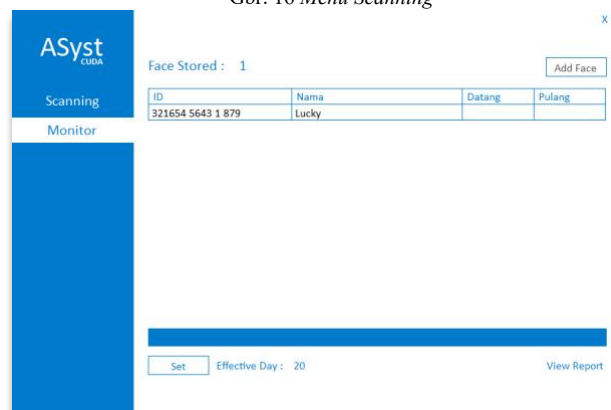 Gbr. 16 Menu Scanning
X
ASyst
CUDA
Face Stored : 1
Add Face
Scanning
Monitor
ID Nama Datang Pulang
321654 5643 1 879 Lucky
Set Effective Day : 20 View Report